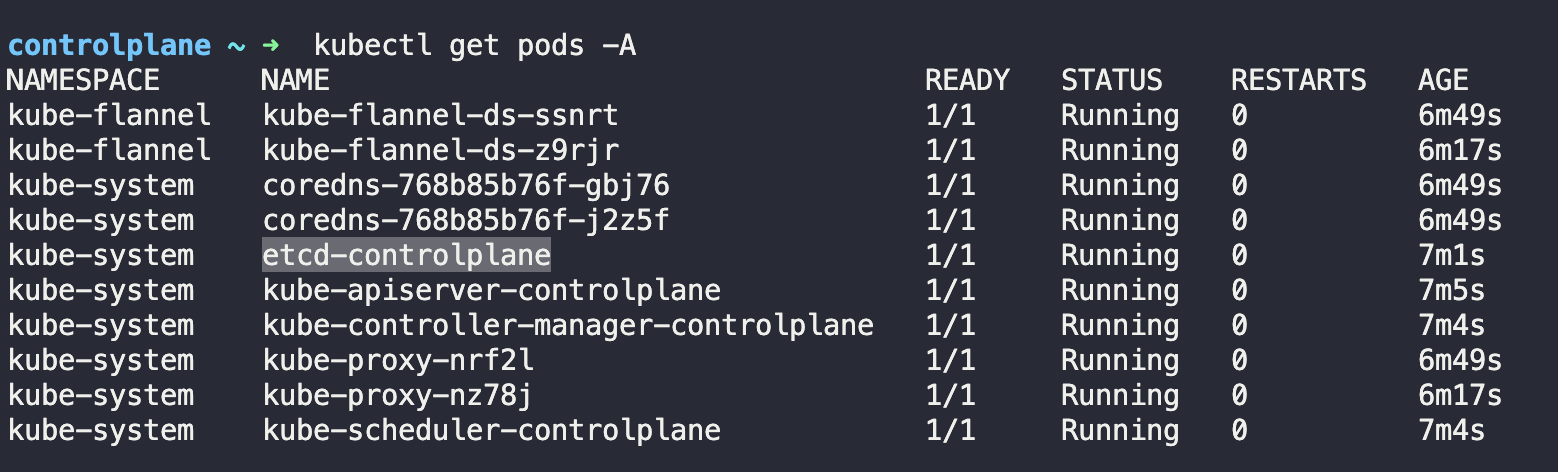 controlplane ~ ➜  kubectl get pods -A
NAMESPACE      NAME                                   READY   STATUS    RESTARTS   AGE
kube-flannel   kube-flannel-ds-ssnrt                  1/1     Running   0          6m49s
kube-flannel   kube-flannel-ds-z9rjr                  1/1     Running   0          6m17s
kube-system    coredns-768b85b76f-gbj76               1/1     Running   0          6m49s
kube-system    coredns-768b85b76f-j2z5f               1/1     Running   0          6m49s
kube-system    etcd-controlplane                      1/1     Running   0          7m1s
kube-system    kube-apiserver-controlplane            1/1     Running   0          7m5s
kube-system    kube-controller-manager-controlplane   1/1     Running   0          7m4s
kube-system    kube-proxy-nrf2l                       1/1     Running   0          6m49s
kube-system    kube-proxy-nz78j                       1/1     Running   0          6m17s
kube-system    kube-scheduler-controlplane            1/1     Running   0          7m4s